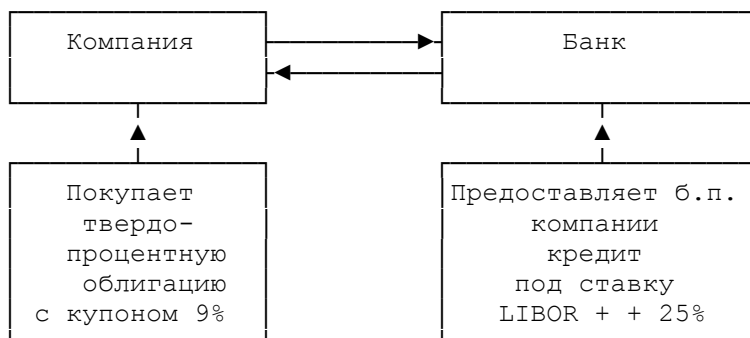 Компания
Банк
Покупает
твердо-
процентную
облигацию
с купоном 9%
Предоставляет б.п.
компании
кредит
под ставку
LIBOR + + 25%